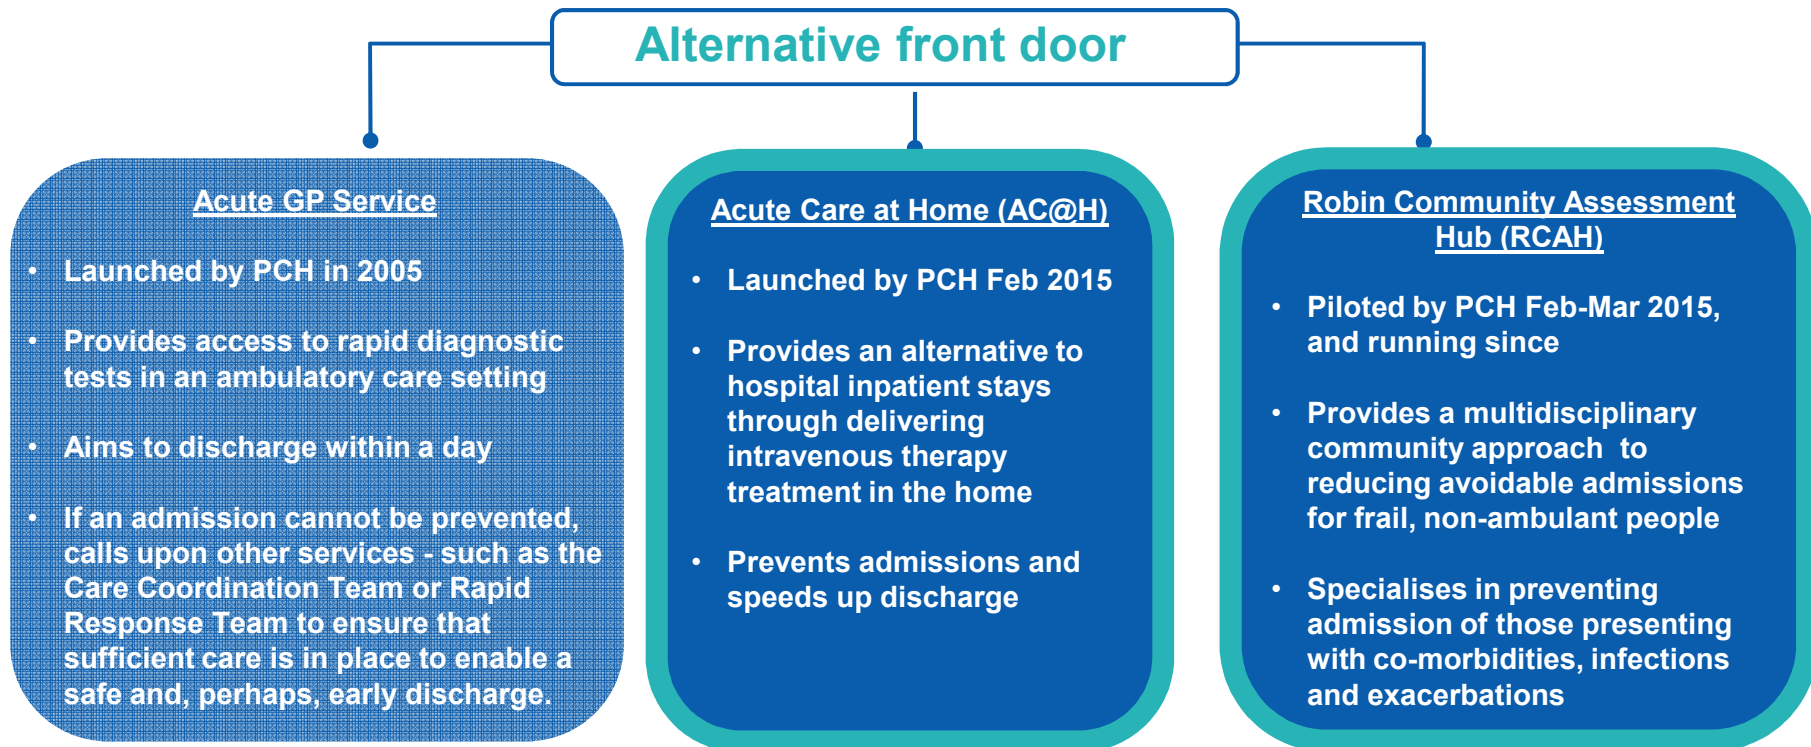 Alternative front door
Acute GP Service
• Launched by PCH in 2005
• Provides access to rapid diagnostic
tests in an ambulatory care setting
• Aims to discharge within a day
• If an admission cannot be prevented,
calls upon other services - such as the
Care Coordination Team or Rapid
Response Team to ensure that
sufficient care is in place to enable a
safe and, perhaps, early discharge.
Acute Care at Home (AC@H)
• Launched by PCH Feb 2015
• Provides an alternative to
hospital inpatient stays
through delivering
intravenous therapy
treatment in the home
• Prevents admissions and
speeds up discharge
Robin Community Assessment
Hub (RCAH)
• Piloted by PCH Feb-Mar 2015,
and running since
• Provides a multidisciplinary
community approach to
reducing avoidable admissions
for frail, non-ambulant people
• Specialises in preventing
admission of those presenting
with co-morbidities, infections
and exacerbations